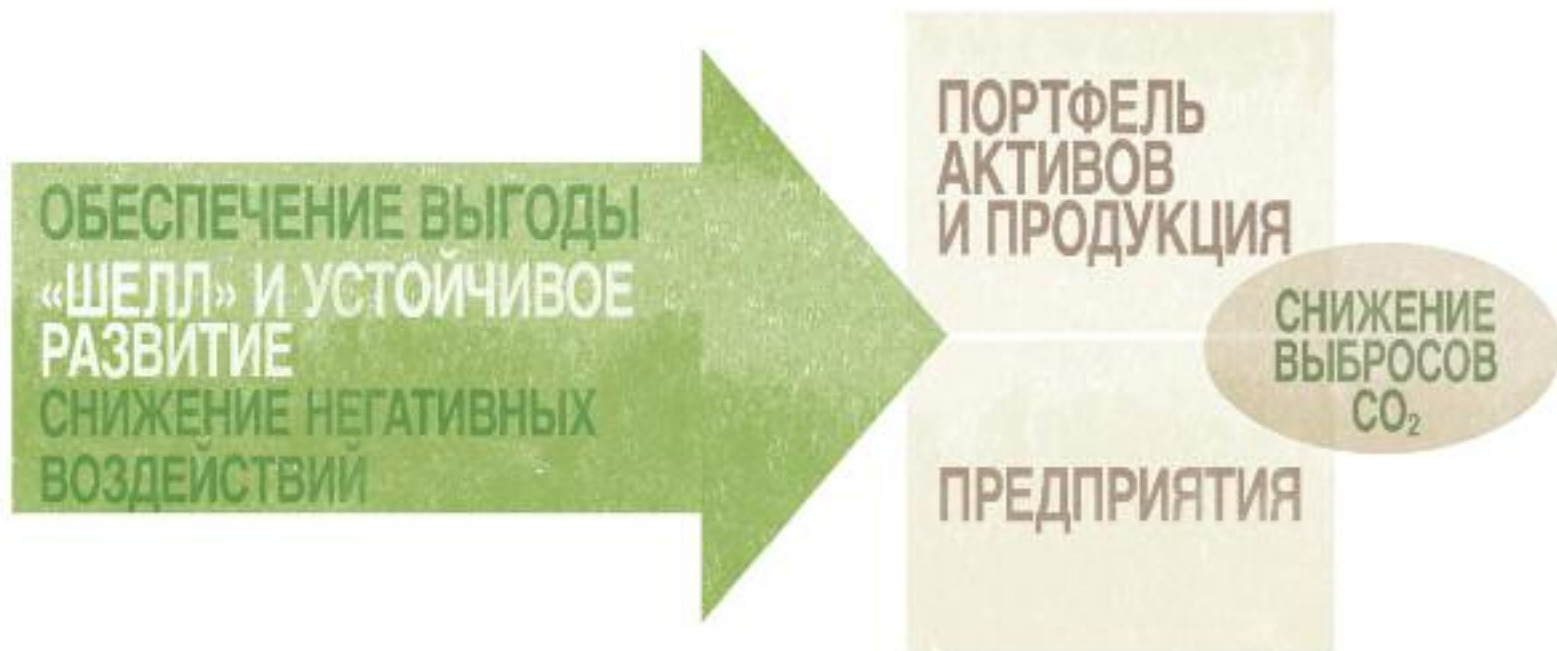 ОБЕСПЕЧЕНИЕ ВЫГОДЫ
«ШЕЛЛ» И УСТОЙЧИВОЕ
РАЗВИТИЕ
СНИЖЕНИЕ НЕГАТИВНЫХ
ВОЗДЕЙСТВИЙ
ПОРТФЕЛЬ
АКТИВОВ
И ПРОДУКЦИЯ
СНИЖЕНИЕ
ВЫБРОСОВ
CO₂
ПРЕДПРИЯТИЯ